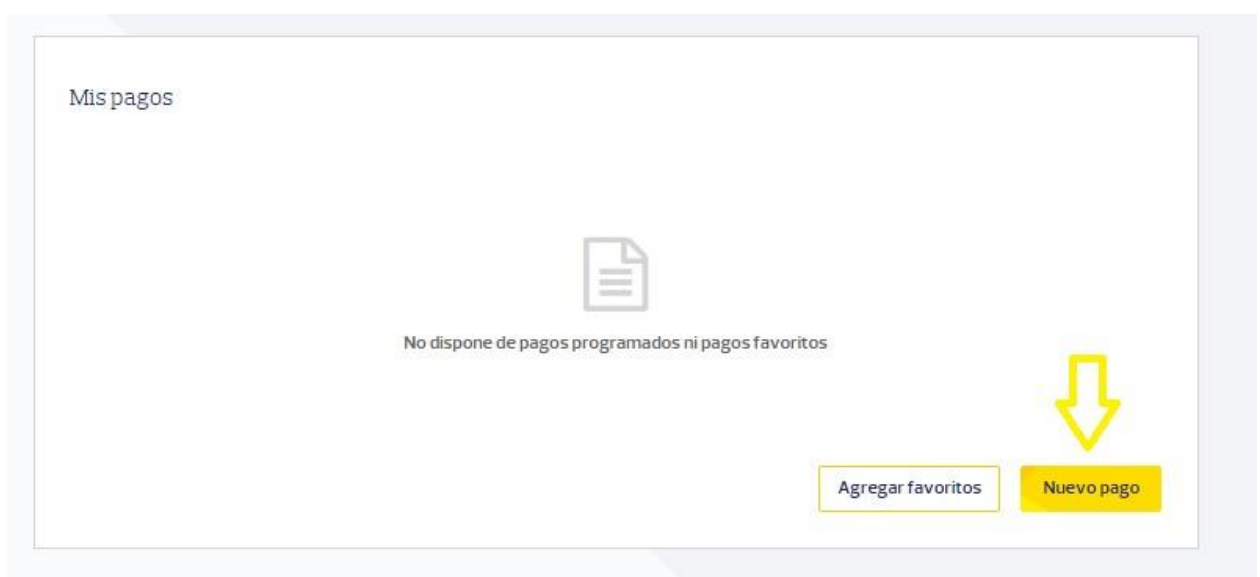 Mis pagos
No dispone de pagos programados ni pagos favoritos
Agregar favoritos
Nuevo pago